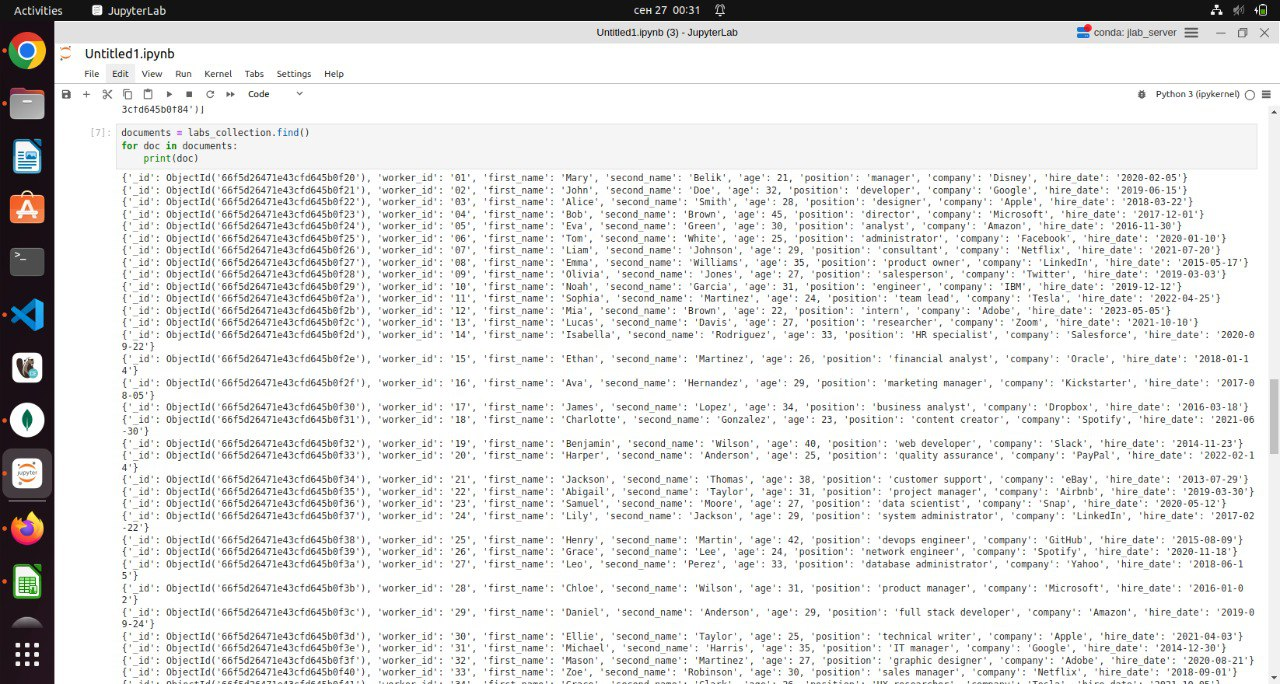 Activities JupyterLab сен 27 00:31
Untitled1.ipynb (3) - JupyterLab conda: jlab_server
Untitled1.ipynb
File Edit View Run Kernel Tabs Settings Help
Code Python 3 (ipykernel)
3cfd645b0f84')]
[7]: documents = labs_collection.find()
for doc in documents:
print(doc)
{'_id': ObjectId('66f5d26471e43cfd645b0f20'), 'worker_id': '01', 'first_name': 'Mary', 'second_name': 'Belik', 'age': 21, 'position': 'manager', 'company': 'Disney', 'hire_date': '2020-02-05'}
{'_id': ObjectId('66f5d26471e43cfd645b0f21'), 'worker_id': '02', 'first_name': 'John', 'second_name': 'Doe', 'age': 32, 'position': 'developer', 'company': 'Google', 'hire_date': '2019-06-15'}
{'_id': ObjectId('66f5d26471e43cfd645b0f22'), 'worker_id': '03', 'first_name': 'Alice', 'second_name': 'Smith', 'age': 28, 'position': 'designer', 'company': 'Apple', 'hire_date': '2018-03-22'}
{'_id': ObjectId('66f5d26471e43cfd645b0f23'), 'worker_id': '04', 'first_name': 'Bob', 'second_name': 'Brown', 'age': 45, 'position': 'director', 'company': 'Microsoft', 'hire_date': '2017-12-01'}
{'_id': ObjectId('66f5d26471e43cfd645b0f24'), 'worker_id': '05', 'first_name': 'Eva', 'second_name': 'Green', 'age': 30, 'position': 'analyst', 'company': 'Amazon', 'hire_date': '2016-11-30'}
{'_id': ObjectId('66f5d26471e43cfd645b0f25'), 'worker_id': '06', 'first_name': 'Tom', 'second_name': 'White', 'age': 25, 'position': 'administrator', 'company': 'Facebook', 'hire_date': '2020-01-10'}
{'_id': ObjectId('66f5d26471e43cfd645b0f26'), 'worker_id': '07', 'first_name': 'Liam', 'second_name': 'Johnson', 'age': 29, 'position': 'consultant', 'company': 'Netflix', 'hire_date': '2021-07-20'}
{'_id': ObjectId('66f5d26471e43cfd645b0f27'), 'worker_id': '08', 'first_name': 'Emma', 'second_name': 'Williams', 'age': 35, 'position': 'product owner', 'company': 'LinkedIn', 'hire_date': '2015-05-17'}
{'_id': ObjectId('66f5d26471e43cfd645b0f28'), 'worker_id': '09', 'first_name': 'Olivia', 'second_name': 'Jones', 'age': 27, 'position': 'salesperson', 'company': 'Twitter', 'hire_date': '2019-03-03'}
{'_id': ObjectId('66f5d26471e43cfd645b0f29'), 'worker_id': '10', 'first_name': 'Noah', 'second_name': 'Garcia', 'age': 31, 'position': 'engineer', 'company': 'IBM', 'hire_date': '2019-12-12'}
{'_id': ObjectId('66f5d26471e43cfd645b0f2a'), 'worker_id': '11', 'first_name': 'Sophia', 'second_name': 'Martinez', 'age': 24, 'position': 'team lead', 'company': 'Tesla', 'hire_date': '2022-04-25'}
{'_id': ObjectId('66f5d26471e43cfd645b0f2b'), 'worker_id': '12', 'first_name': 'Mia', 'second_name': 'Brown', 'age': 22, 'position': 'intern', 'company': 'Adobe', 'hire_date': '2023-05-05'}
{'_id': ObjectId('66f5d26471e43cfd645b0f2c'), 'worker_id': '13', 'first_name': 'Lucas', 'second_name': 'Davis', 'age': 27, 'position': 'researcher', 'company': 'Zoom', 'hire_date': '2021-10-10'}
{'_id': ObjectId('66f5d26471e43cfd645b0f2d'), 'worker_id': '14', 'first_name': 'Isabella', 'second_name': 'Rodriguez', 'age': 33, 'position': 'HR specialist', 'company': 'Salesforce', 'hire_date': '2020-0
9-22'}
{'_id': ObjectId('66f5d26471e43cfd645b0f2e'), 'worker_id': '15', 'first_name': 'Ethan', 'second_name': 'Martinez', 'age': 26, 'position': 'financial analyst', 'company': 'Oracle', 'hire_date': '2018-01-1
4'}
{'_id': ObjectId('66f5d26471e43cfd645b0f2f'), 'worker_id': '16', 'first_name': 'Ava', 'second_name': 'Hernandez', 'age': 29, 'position': 'marketing manager', 'company': 'Kickstarter', 'hire_date': '2017-0
8-05'}
{'_id': ObjectId('66f5d26471e43cfd645b0f30'), 'worker_id': '17', 'first_name': 'James', 'second_name': 'Lopez', 'age': 34, 'position': 'business analyst', 'company': 'Dropbox', 'hire_date': '2016-03-18'}
{'_id': ObjectId('66f5d26471e43cfd645b0f31'), 'worker_id': '18', 'first_name': 'Charlotte', 'second_name': 'Gonzalez', 'age': 23, 'position': 'content creator', 'company': 'Spotify', 'hire_date': '2021-06
-30'}
{'_id': ObjectId('66f5d26471e43cfd645b0f32'), 'worker_id': '19', 'first_name': 'Benjamin', 'second_name': 'Wilson', 'age': 40, 'position': 'web developer', 'company': 'Slack', 'hire_date': '2014-11-23'}
{'_id': ObjectId('66f5d26471e43cfd645b0f33'), 'worker_id': '20', 'first_name': 'Harper', 'second_name': 'Anderson', 'age': 25, 'position': 'quality assurance', 'company': 'PayPal', 'hire_date': '2022-02-1
4'}
{'_id': ObjectId('66f5d26471e43cfd645b0f34'), 'worker_id': '21', 'first_name': 'Jackson', 'second_name': 'Thomas', 'age': 38, 'position': 'customer support', 'company': 'eBay', 'hire_date': '2013-07-29'}
{'_id': ObjectId('66f5d26471e43cfd645b0f35'), 'worker_id': '22', 'first_name': 'Abigail', 'second_name': 'Taylor', 'age': 31, 'position': 'project manager', 'company': 'Airbnb', 'hire_date': '2019-03-30'}
{'_id': ObjectId('66f5d26471e43cfd645b0f36'), 'worker_id': '23', 'first_name': 'Samuel', 'second_name': 'Moore', 'age': 27, 'position': 'data scientist', 'company': 'Snap', 'hire_date': '2020-05-12'}
{'_id': ObjectId('66f5d26471e43cfd645b0f37'), 'worker_id': '24', 'first_name': 'Lily', 'second_name': 'Jackson', 'age': 29, 'position': 'system administrator', 'company': 'LinkedIn', 'hire_date': '2017-02
-22'}
{'_id': ObjectId('66f5d26471e43cfd645b0f38'), 'worker_id': '25', 'first_name': 'Henry', 'second_name': 'Martin', 'age': 42, 'position': 'devops engineer', 'company': 'GitHub', 'hire_date': '2015-08-09'}
{'_id': ObjectId('66f5d26471e43cfd645b0f39'), 'worker_id': '26', 'first_name': 'Grace', 'second_name': 'Lee', 'age': 24, 'position': 'network engineer', 'company': 'Spotify', 'hire_date': '2020-11-18'}
{'_id': ObjectId('66f5d26471e43cfd645b0f3a'), 'worker_id': '27', 'first_name': 'Leo', 'second_name': 'Perez', 'age': 33, 'position': 'database administrator', 'company': 'Yahoo', 'hire_date': '2018-06-1
5'}
{'_id': ObjectId('66f5d26471e43cfd645b0f3b'), 'worker_id': '28', 'first_name': 'Chloe', 'second_name': 'Wilson', 'age': 31, 'position': 'product manager', 'company': 'Microsoft', 'hire_date': '2016-01-0
2'}
{'_id': ObjectId('66f5d26471e43cfd645b0f3c'), 'worker_id': '29', 'first_name': 'Daniel', 'second_name': 'Anderson', 'age': 29, 'position': 'full stack developer', 'company': 'Amazon', 'hire_date': '2019-0
09-24'}
{'_id': ObjectId('66f5d26471e43cfd645b0f3d'), 'worker_id': '30', 'first_name': 'Ellie', 'second_name': 'Taylor', 'age': 25, 'position': 'technical writer', 'company': 'Apple', 'hire_date': '2021-04-03'}
{'_id': ObjectId('66f5d26471e43cfd645b0f3e'), 'worker_id': '31', 'first_name': 'Michael', 'second_name': 'Harris', 'age': 35, 'position': 'IT manager', 'company': 'Google', 'hire_date': '2014-12-30'}
{'_id': ObjectId('66f5d26471e43cfd645b0f3f'), 'worker_id': '32', 'first_name': 'Mason', 'second_name': 'Martinez', 'age': 27, 'position': 'graphic designer', 'company': 'Adobe', 'hire_date': '2020-08-21'}
{'_id': ObjectId('66f5d26471e43cfd645b0f40'), 'worker_id': '33', 'first_name': 'Zoe', 'second_name': 'Robinson', 'age': 30, 'position': 'sales manager', 'company': 'Netflix', 'hire_date': '2018-09-01'}